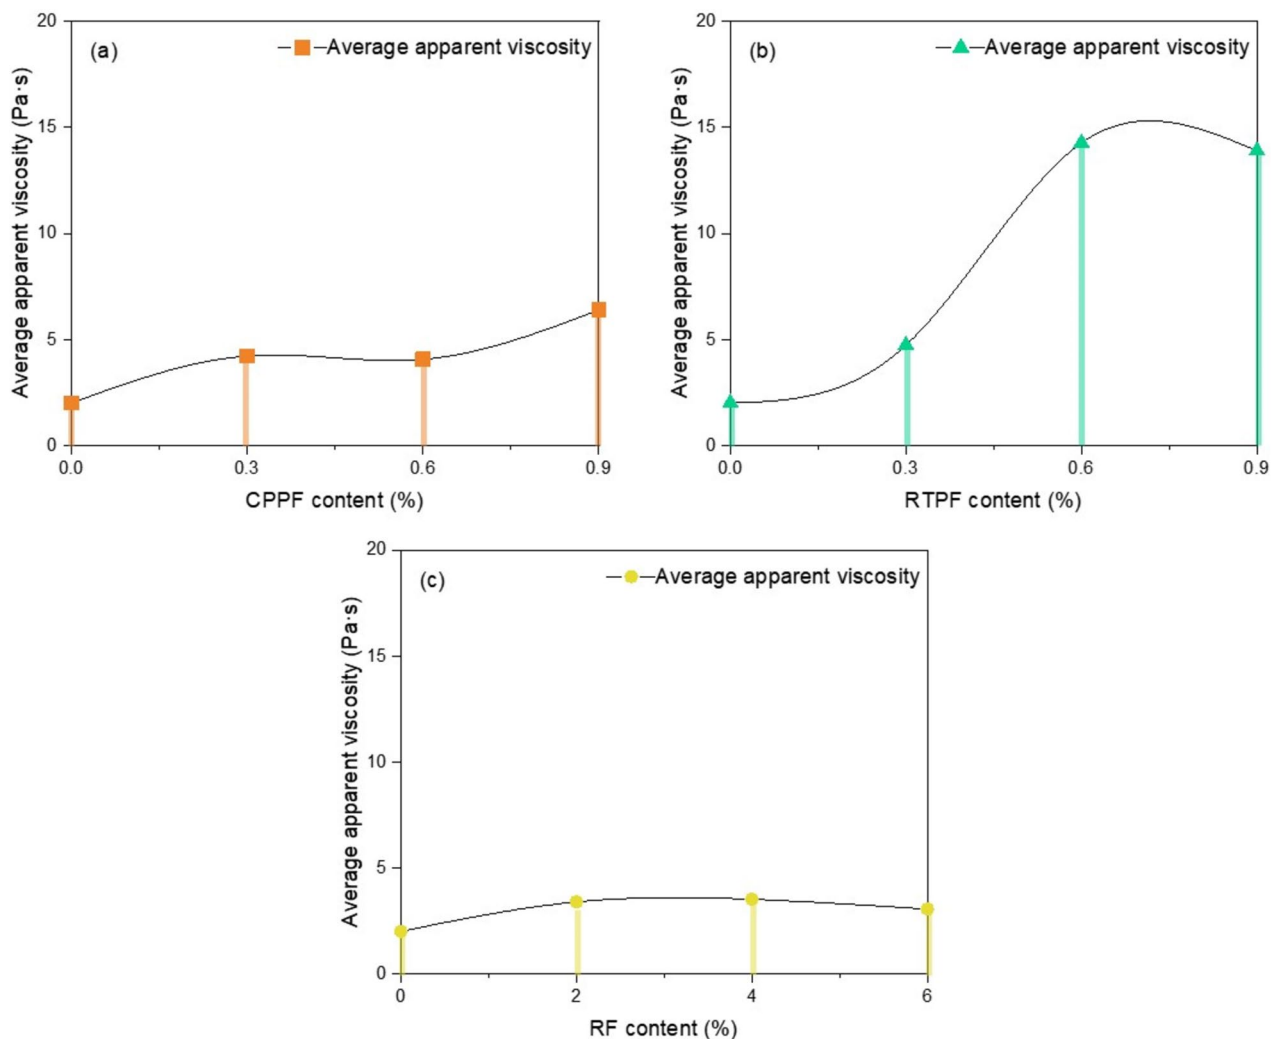 (a)
Average apparent viscosity
Average apparent viscosity (Pa·s)
20
15
10
5
0
0.0 0.3 0.6 0.9
CPPF content (%)
(b)
Average apparent viscosity
Average apparent viscosity (Pa·s)
20
15
10
5
0
0.0 0.3 0.6 0.9
RTPF content (%)
(c)
Average apparent viscosity
Average apparent viscosity (Pa·s)
20
15
10
5
0
0 2 4 6
RF content (%)